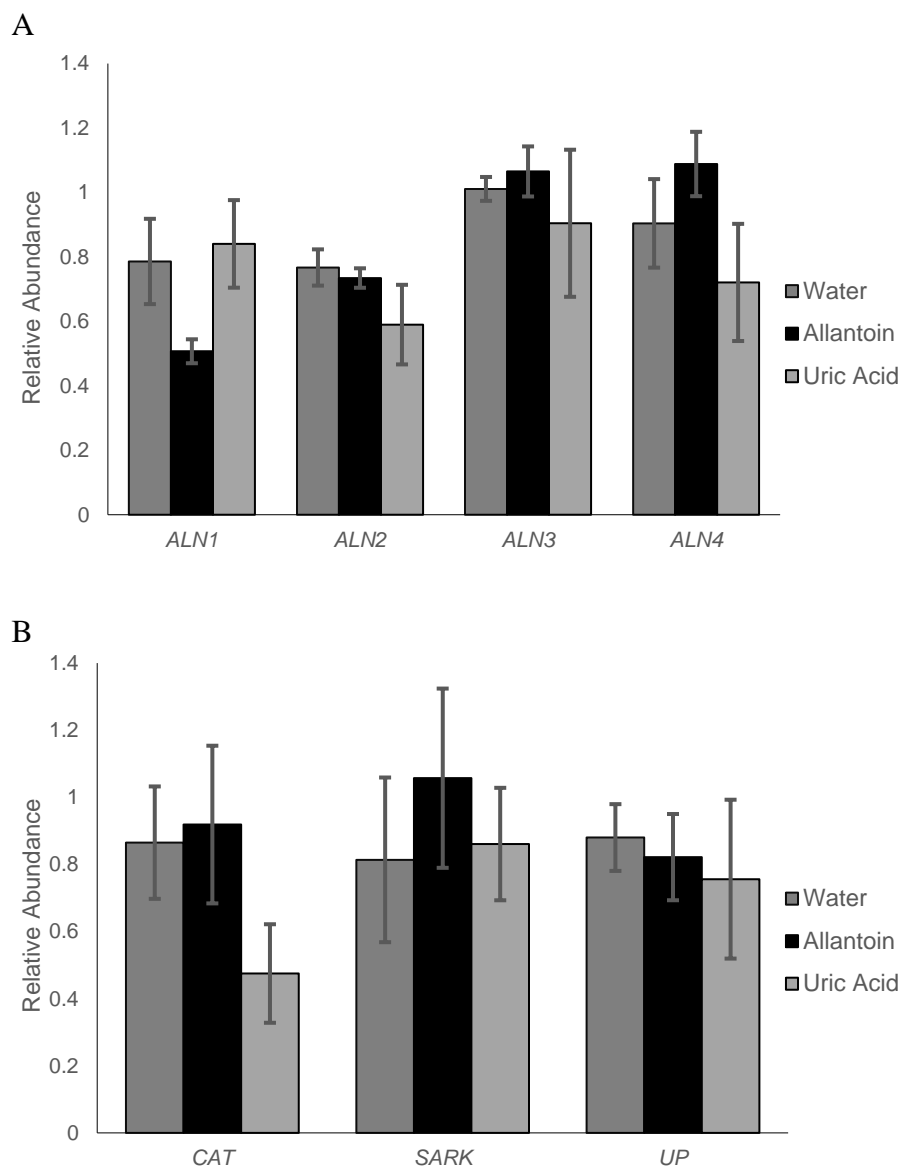 A
1.4
1.2
1
0.8
0.6
0.4
0.2
0
Relative Abundance
ALN1 ALN2 ALN3 ALN4
Water
Allantoin
Uric Acid
B
1.4
1.2
1
0.8
0.6
0.4
0.2
0
Relative Abundance
CAT SARK UP
Water
Allantoin
Uric Acid